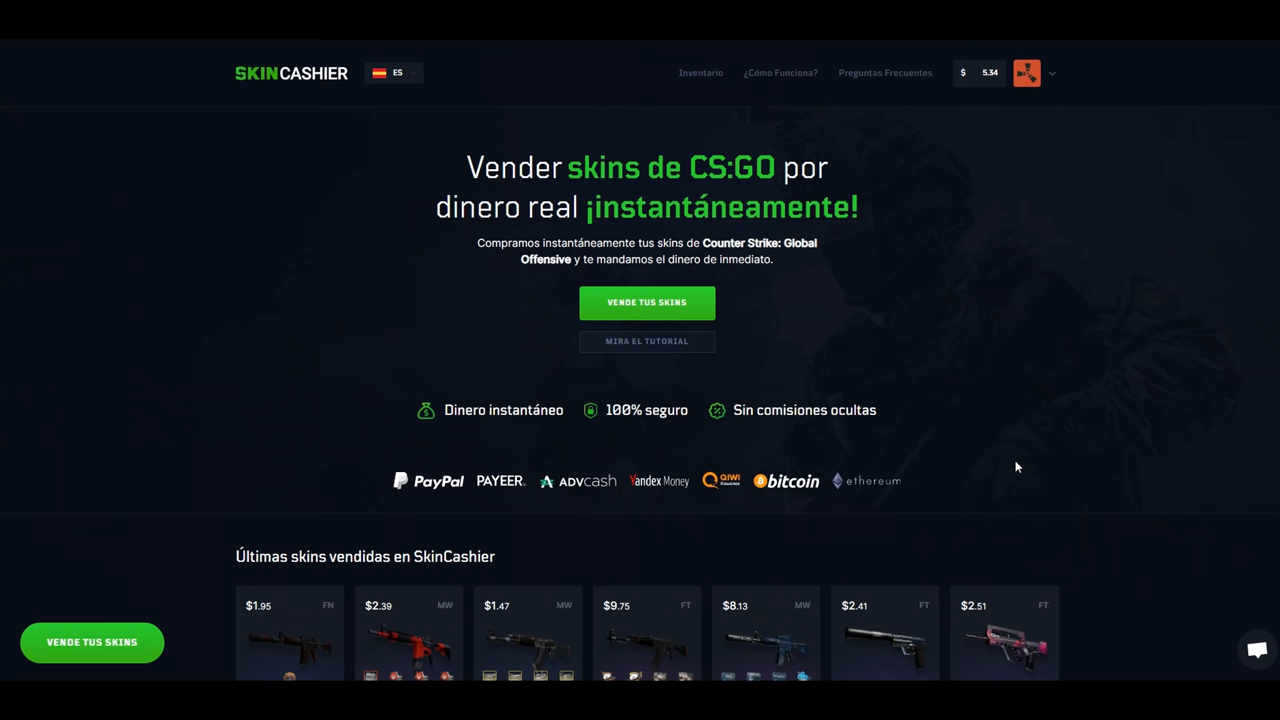 SKINCASHIER
ES
Inventario
¿Cómo Funciona?
Preguntas Frecuentes
$ 5.34
Vender skins de CS:GO por
dinero real ¡instantáneamente!
Compramos instantáneamente tus skins de Counter Strike: Global
Offensive y te mandamos el dinero de inmediato.
VENDE TUS SKINS
MIRA EL TUTORIAL
Dinero instantáneo
100% seguro
Sin comisiones ocultas
PayPal
PAYEER
ADVcash
Yandex Money
QIWI
bitcoin
ethereum
Últimas skins vendidas en SkinCashier
$1.95 FN
$2.39 MW
$1.47 MW
$9.75 FT
$8.13 MW
$2.41 FT
$2.51 FT
VENDE TUS SKINS